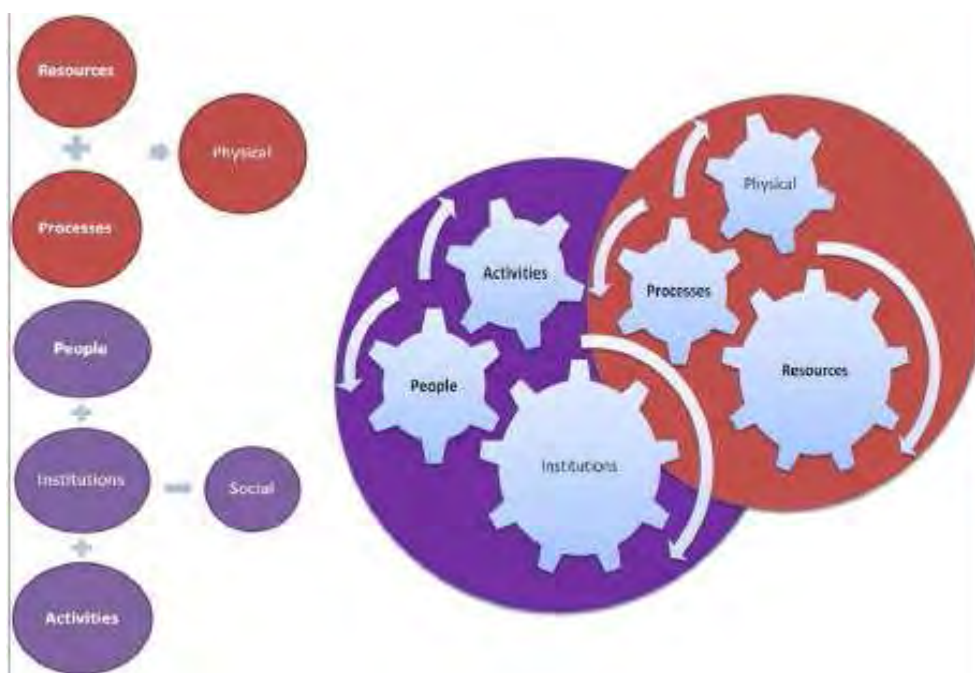 Resources
Physical
Processes
People
Institutions
Social
Activities
Physical
Activities
Processes
People
Resources
Institutions